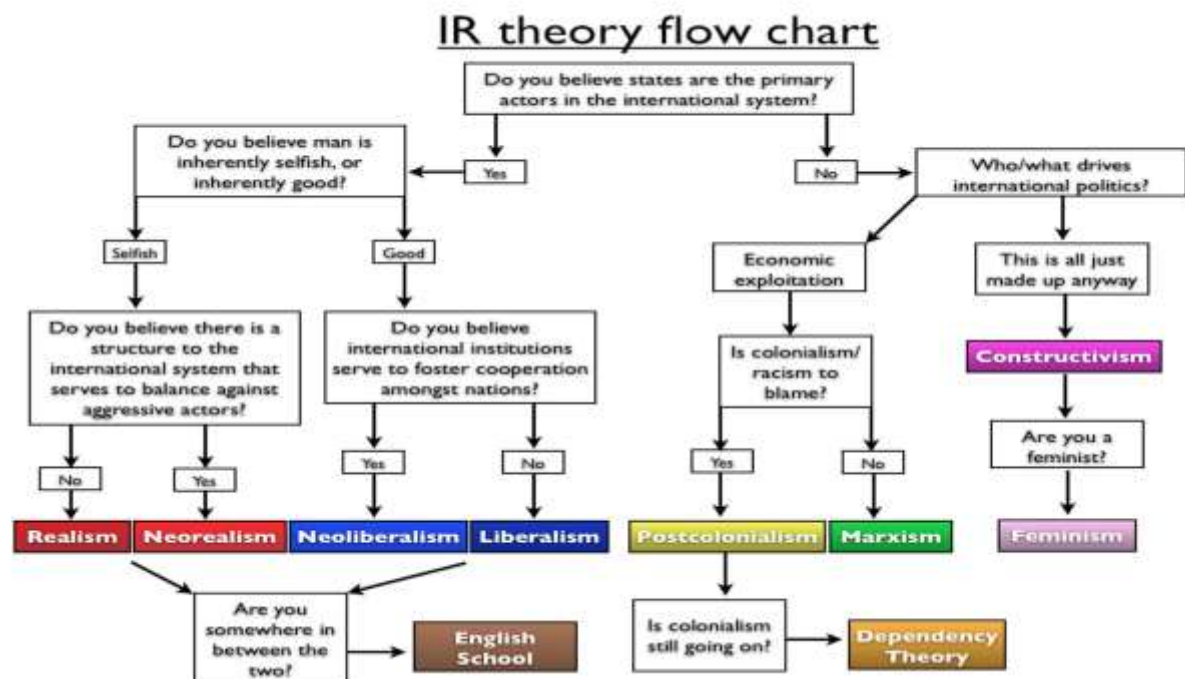 IR theory flow chart
Do you believe states are the primary
actors in the international system?
Do you believe man is
inherently selfish, or
inherently good?
Yes
No
Who/what drives
international politics?
Selfish
Good
Economic
exploitation
This is all just
made up anyway
Do you believe there is a
structure to the
international system that
serves to balance against
aggressive actors?
Do you believe
international institutions
serve to foster cooperation
amongst nations?
Is colonialism/
racism to
blame?
Constructivism
Are you a
feminist?
No
Yes
Yes
No
Yes
No
Realism
Neorealism
Neoliberalism
Liberalism
Postcolonialism
Marxism
Feminism
Are you
somewhere in
between the
two?
English
School
Is colonialism
still going on?
Dependency
Theory